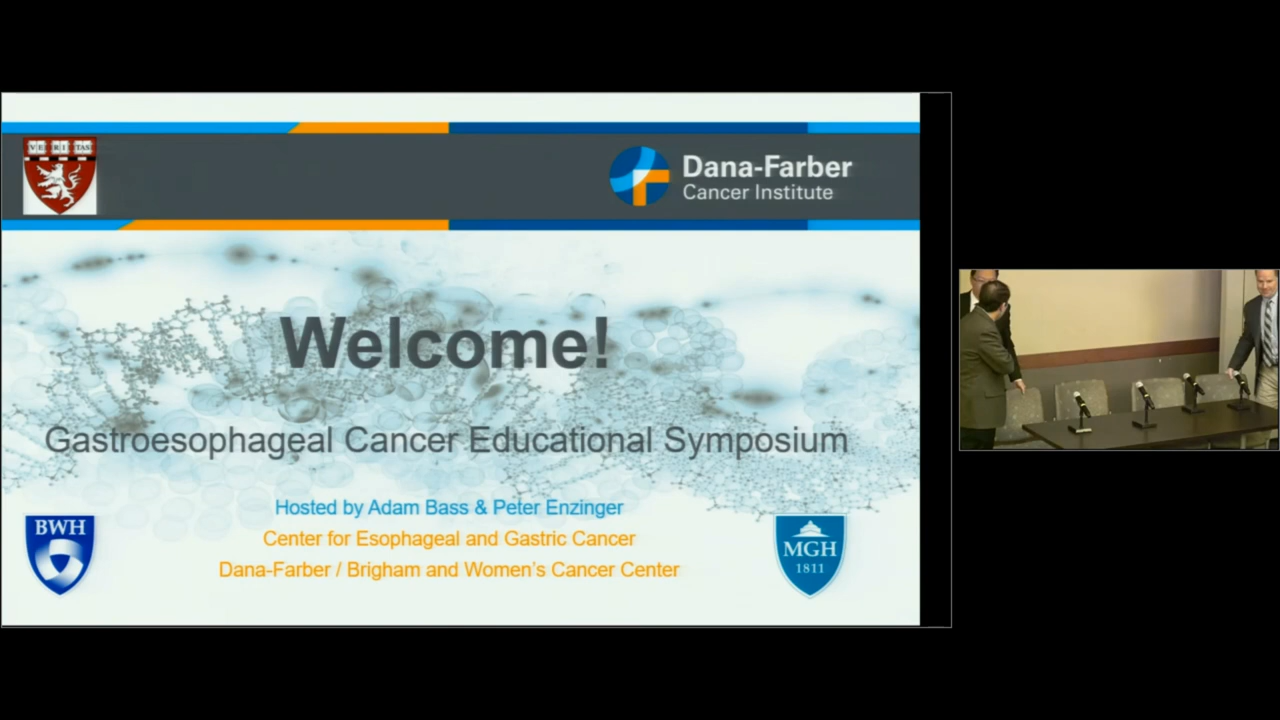 VE RI TAS
Dana-Farber
Cancer Institute
Welcome!
Gastroesophageal Cancer Educational Symposium
Hosted by Adam Bass & Peter Enzinger
Center for Esophageal and Gastric Cancer
Dana-Farber / Brigham and Women's Cancer Center
BWH
MGH
1811